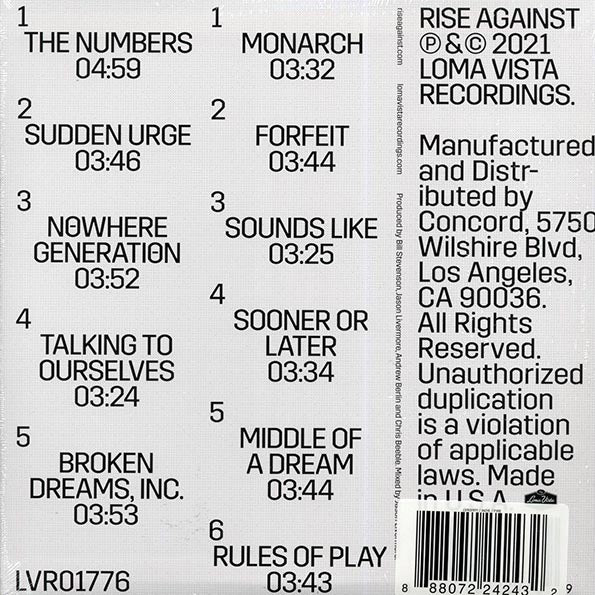 1
THE NUMBERS
04:59
2
SUDDEN URGE
03:46
3
NOWHERE
GENERATION
03:52
4
TALKING TO
OURSELVES
03:24
5
BROKEN
DREAMS, INC.
03:53
LVR01776
1
MONARCH
03:32
2
FORFEIT
03:44
3
SOUNDS LIKE
03:25
4
SOONER OR
LATER
03:34
5
MIDDLE OF
A DREAM
03:44
6
RULES OF PLAY
03:43
riseagainst.com
lomavistarecordings.com
Produced by Bill Stevenson, Jason Livermore, Andrew Berlin and Chris Beeble. Mixed by Jason Livermore.
RISE AGAINST
℗ & © 2021
LOMA VISTA
RECORDINGS.
Manufactured
and Distr-
ibuted by
Concord, 5750
Wilshire Blvd,
Los Angeles,
CA 90036.
All Rights
Reserved.
Unauthorized
duplication
is a violation
of applicable
laws. Made
in U.S.A.
Loma Vista
8 88072 24243 9
2